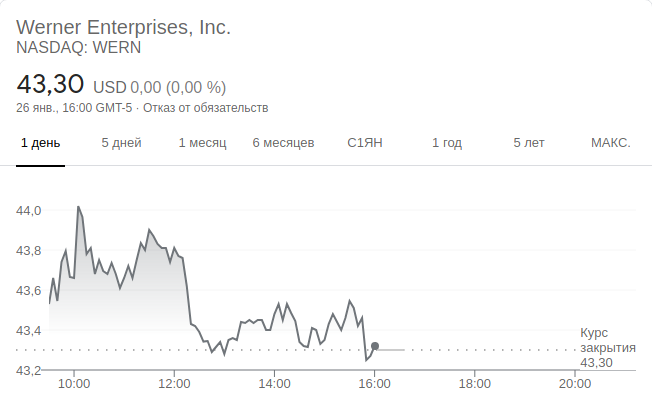 Werner Enterprises, Inc.
NASDAQ: WERN
43,30 USD 0,00 (0,00 %)
26 янв., 16:00 GMT-5 · Отказ от обязательств
1 день 5 дней 1 месяц 6 месяцев С1ЯН 1 год 5 лет МАКС.
44,0
43,8
43,6
43,4
43,2
Курс
закрытия
43,30
10:00 12:00 14:00 16:00 18:00 20:00